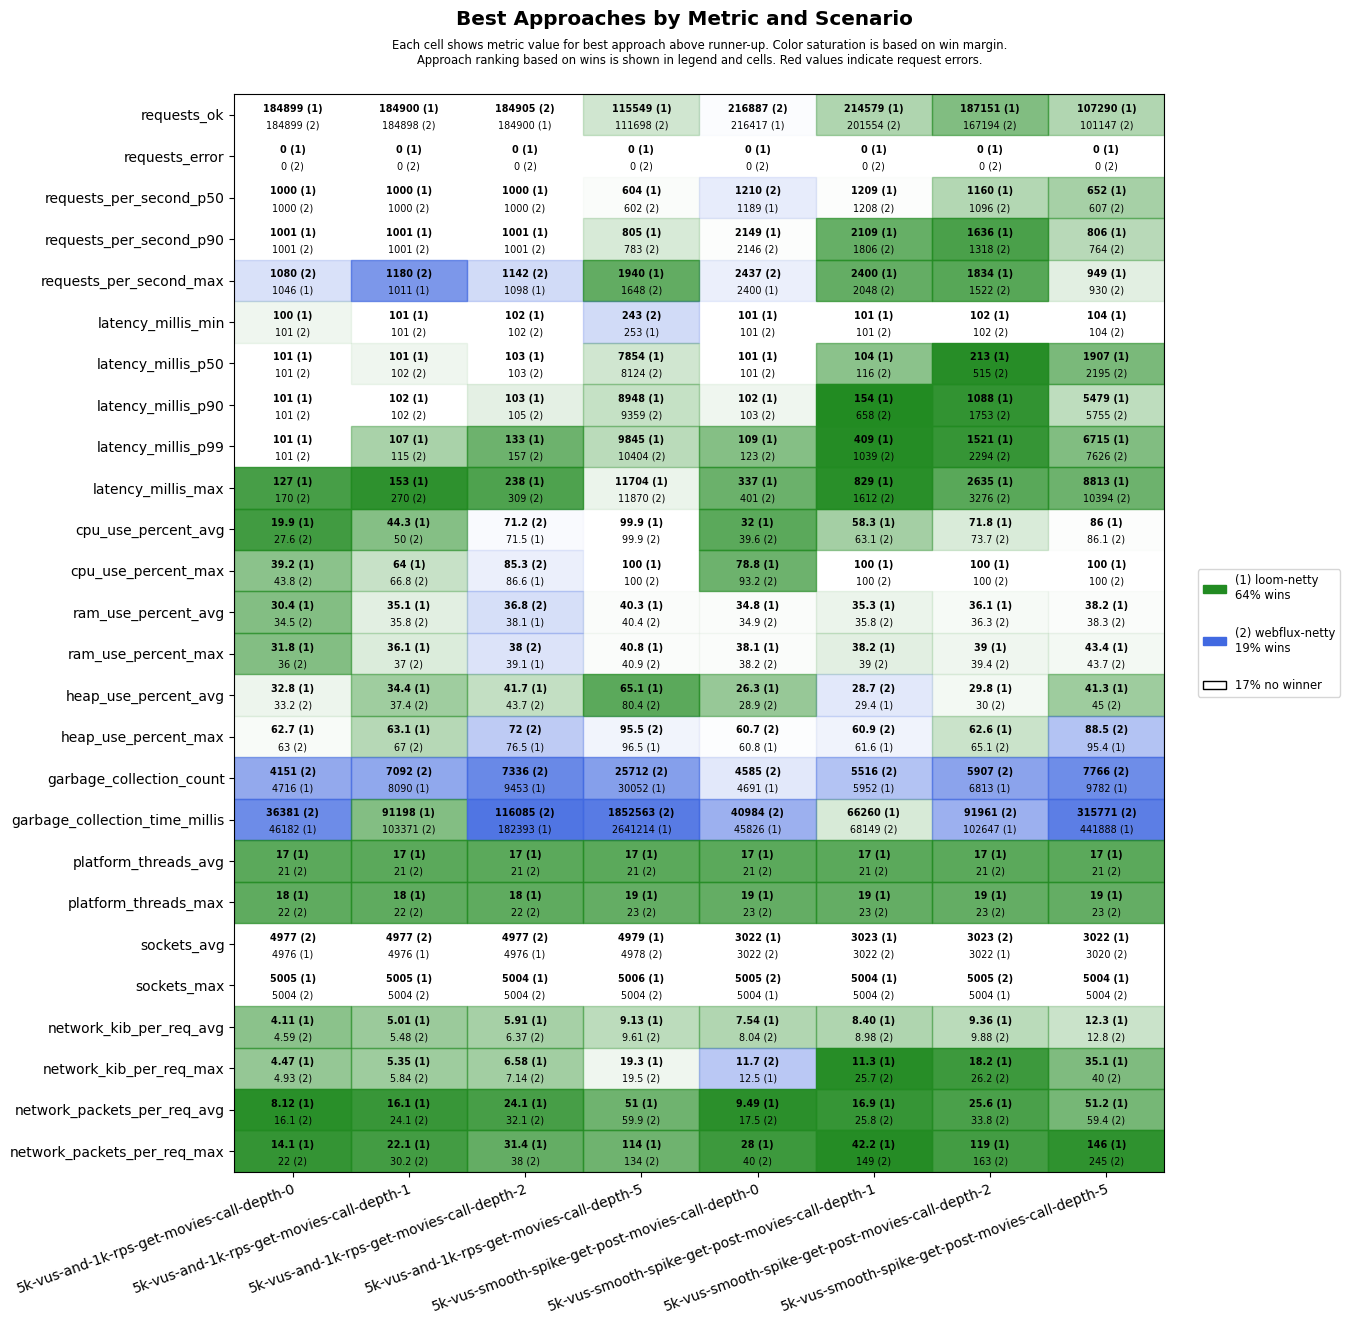 Best Approaches by Metric and Scenario
Each cell shows metric value for best approach above runner-up. Color saturation is based on win margin.
Approach ranking based on wins is shown in legend and cells. Red values indicate request errors.
requests_ok
184899 (1) 184900 (1) 184905 (2) 115549 (1) 216887 (2) 214579 (1) 187151 (1) 107290 (1)
184899 (2) 184898 (2) 184900 (1) 111698 (2) 216417 (1) 201554 (2) 167194 (2) 101147 (2)
requests_error
0 (1) 0 (1) 0 (1) 0 (1) 0 (1) 0 (1) 0 (1) 0 (1)
0 (2) 0 (2) 0 (2) 0 (2) 0 (2) 0 (2) 0 (2) 0 (2)
requests_per_second_p50
1000 (1) 1000 (1) 1000 (1) 604 (1) 1210 (2) 1209 (1) 1160 (1) 652 (1)
1000 (2) 1000 (2) 1000 (2) 602 (2) 1189 (1) 1208 (2) 1096 (2) 607 (2)
requests_per_second_p90
1001 (1) 1001 (1) 1001 (1) 805 (1) 2149 (1) 2109 (1) 1636 (1) 806 (1)
1001 (2) 1001 (2) 1001 (2) 783 (2) 2146 (2) 1806 (2) 1318 (2) 764 (2)
requests_per_second_max
1080 (2) 1180 (2) 1142 (2) 1940 (1) 2437 (2) 2400 (1) 1834 (1) 949 (1)
1046 (1) 1011 (1) 1098 (1) 1648 (2) 2400 (1) 2048 (2) 1522 (2) 930 (2)
latency_millis_min
100 (1) 101 (1) 102 (1) 243 (2) 101 (1) 101 (1) 102 (1) 104 (1)
101 (2) 101 (2) 102 (2) 253 (1) 101 (2) 101 (2) 102 (2) 104 (2)
latency_millis_p50
101 (1) 101 (1) 103 (1) 7854 (1) 101 (1) 104 (1) 213 (1) 1907 (1)
101 (2) 102 (2) 103 (2) 8124 (2) 101 (2) 116 (2) 515 (2) 2195 (2)
latency_millis_p90
101 (1) 102 (1) 103 (1) 8948 (1) 102 (1) 154 (1) 1088 (1) 5479 (1)
101 (2) 102 (2) 105 (2) 9359 (2) 103 (2) 658 (2) 1753 (2) 5755 (2)
latency_millis_p99
101 (1) 107 (1) 133 (1) 9845 (1) 109 (1) 409 (1) 1521 (1) 6715 (1)
101 (2) 115 (2) 157 (2) 10404 (2) 123 (2) 1039 (2) 2294 (2) 7626 (2)
latency_millis_max
127 (1) 153 (1) 238 (1) 11704 (1) 337 (1) 829 (1) 2635 (1) 8813 (1)
170 (2) 270 (2) 309 (2) 11870 (2) 401 (2) 1612 (2) 3276 (2) 10394 (2)
cpu_use_percent_avg
19.9 (1) 44.3 (1) 71.2 (2) 99.9 (1) 32 (1) 58.3 (1) 71.8 (1) 86 (1)
27.6 (2) 50 (2) 71.5 (1) 99.9 (2) 39.6 (2) 63.1 (2) 73.7 (2) 86.1 (2)
cpu_use_percent_max
39.2 (1) 64 (1) 85.3 (2) 100 (1) 78.8 (1) 100 (1) 100 (1) 100 (1)
43.8 (2) 66.8 (2) 86.6 (1) 100 (2) 93.2 (2) 100 (2) 100 (2) 100 (2)
ram_use_percent_avg
30.4 (1) 35.1 (1) 36.8 (2) 40.3 (1) 34.8 (1) 35.3 (1) 36.1 (1) 38.2 (1)
34.5 (2) 35.8 (2) 38.1 (1) 40.4 (2) 34.9 (2) 35.8 (2) 36.3 (2) 38.3 (2)
ram_use_percent_max
31.8 (1) 36.1 (1) 38 (2) 40.8 (1) 38.1 (1) 38.2 (1) 39 (1) 43.4 (1)
36 (2) 37 (2) 39.1 (1) 40.9 (2) 38.2 (2) 39 (2) 39.4 (2) 43.7 (2)
heap_use_percent_avg
32.8 (1) 34.4 (1) 41.7 (1) 65.1 (1) 26.3 (1) 28.7 (2) 29.8 (1) 41.3 (1)
33.2 (2) 37.4 (2) 43.7 (2) 80.4 (2) 28.9 (2) 29.4 (1) 30 (2) 45 (2)
heap_use_percent_max
62.7 (1) 63.1 (1) 72 (2) 95.5 (2) 60.7 (2) 60.9 (2) 62.6 (1) 88.5 (2)
63 (2) 67 (2) 76.5 (1) 96.5 (1) 60.8 (1) 61.6 (1) 65.1 (2) 95.4 (1)
garbage_collection_count
4151 (2) 7092 (2) 7336 (2) 25712 (2) 4585 (2) 5516 (2) 5907 (2) 7766 (2)
4716 (1) 8090 (1) 9453 (1) 30052 (1) 4691 (1) 5952 (1) 6813 (1) 9782 (1)
garbage_collection_time_millis
36381 (2) 91198 (1) 116085 (2) 1852563 (2) 40984 (2) 66260 (1) 91961 (2) 315771 (2)
46182 (1) 103371 (2) 182393 (1) 2641214 (1) 45826 (1) 68149 (2) 102647 (1) 441888 (1)
platform_threads_avg
17 (1) 17 (1) 17 (1) 17 (1) 17 (1) 17 (1) 17 (1) 17 (1)
21 (2) 21 (2) 21 (2) 21 (2) 21 (2) 21 (2) 21 (2) 21 (2)
platform_threads_max
18 (1) 18 (1) 18 (1) 19 (1) 19 (1) 19 (1) 19 (1) 19 (1)
22 (2) 22 (2) 22 (2) 23 (2) 23 (2) 23 (2) 23 (2) 23 (2)
sockets_avg
4977 (2) 4977 (2) 4977 (2) 4979 (1) 3022 (1) 3023 (1) 3023 (2) 3022 (1)
4976 (1) 4976 (1) 4976 (1) 4978 (2) 3022 (2) 3022 (2) 3022 (1) 3020 (2)
sockets_max
5005 (1) 5005 (1) 5004 (1) 5006 (1) 5005 (2) 5004 (1) 5005 (2) 5004 (1)
5004 (2) 5004 (2) 5004 (2) 5004 (2) 5004 (1) 5004 (2) 5004 (1) 5004 (2)
network_kib_per_req_avg
4.11 (1) 5.01 (1) 5.91 (1) 9.13 (1) 7.54 (1) 8.40 (1) 9.36 (1) 12.3 (1)
4.59 (2) 5.48 (2) 6.37 (2) 9.61 (2) 8.04 (2) 8.98 (2) 9.88 (2) 12.8 (2)
network_kib_per_req_max
4.47 (1) 5.35 (1) 6.58 (1) 19.3 (1) 11.7 (2) 11.3 (1) 18.2 (1) 35.1 (1)
4.93 (2) 5.84 (2) 7.14 (2) 19.5 (2) 12.5 (1) 25.7 (2) 26.2 (2) 40 (2)
network_packets_per_req_avg
8.12 (1) 16.1 (1) 24.1 (1) 51 (1) 9.49 (1) 16.9 (1) 25.6 (1) 51.2 (1)
16.1 (2) 24.1 (2) 32.1 (2) 59.9 (2) 17.5 (2) 25.8 (2) 33.8 (2) 59.4 (2)
network_packets_per_req_max
14.1 (1) 22.1 (1) 31.4 (1) 114 (1) 28 (1) 42.2 (1) 119 (1) 146 (1)
22 (2) 30.2 (2) 38 (2) 134 (2) 40 (2) 149 (2) 163 (2) 245 (2)
5k-vus-and-1k-rps-get-movies-call-depth-0
5k-vus-and-1k-rps-get-movies-call-depth-1
5k-vus-and-1k-rps-get-movies-call-depth-2
5k-vus-and-1k-rps-get-movies-call-depth-5
5k-vus-smooth-spike-get-post-movies-call-depth-0
5k-vus-smooth-spike-get-post-movies-call-depth-1
5k-vus-smooth-spike-get-post-movies-call-depth-2
5k-vus-smooth-spike-get-post-movies-call-depth-5
(1) loom-netty
64% wins
(2) webflux-netty
19% wins
17% no winner